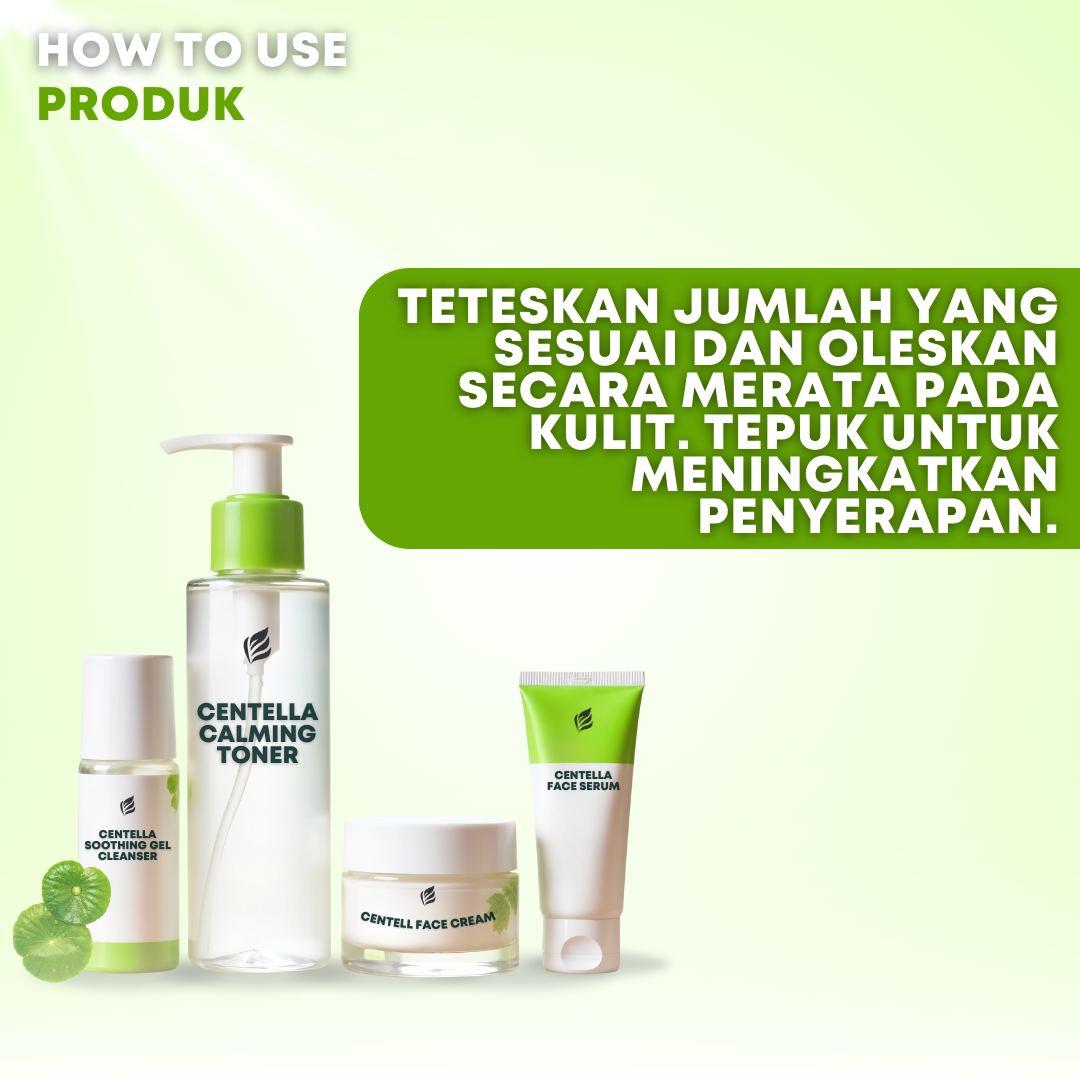 HOW TO USE
PRODUK
TETESKAN JUMLAH YANG
SESUAI DAN OLESKAN
SECARA MERATA PADA
KULIT. TEPUK UNTUK
MENINGKATKAN
PENYERAPAN.
CENTELLA
CALMING
TONER
CENTELLA
SOOTHING GEL
CLEANSER
CENTELL FACE CREAM
CENTELLA
FACE SERUM